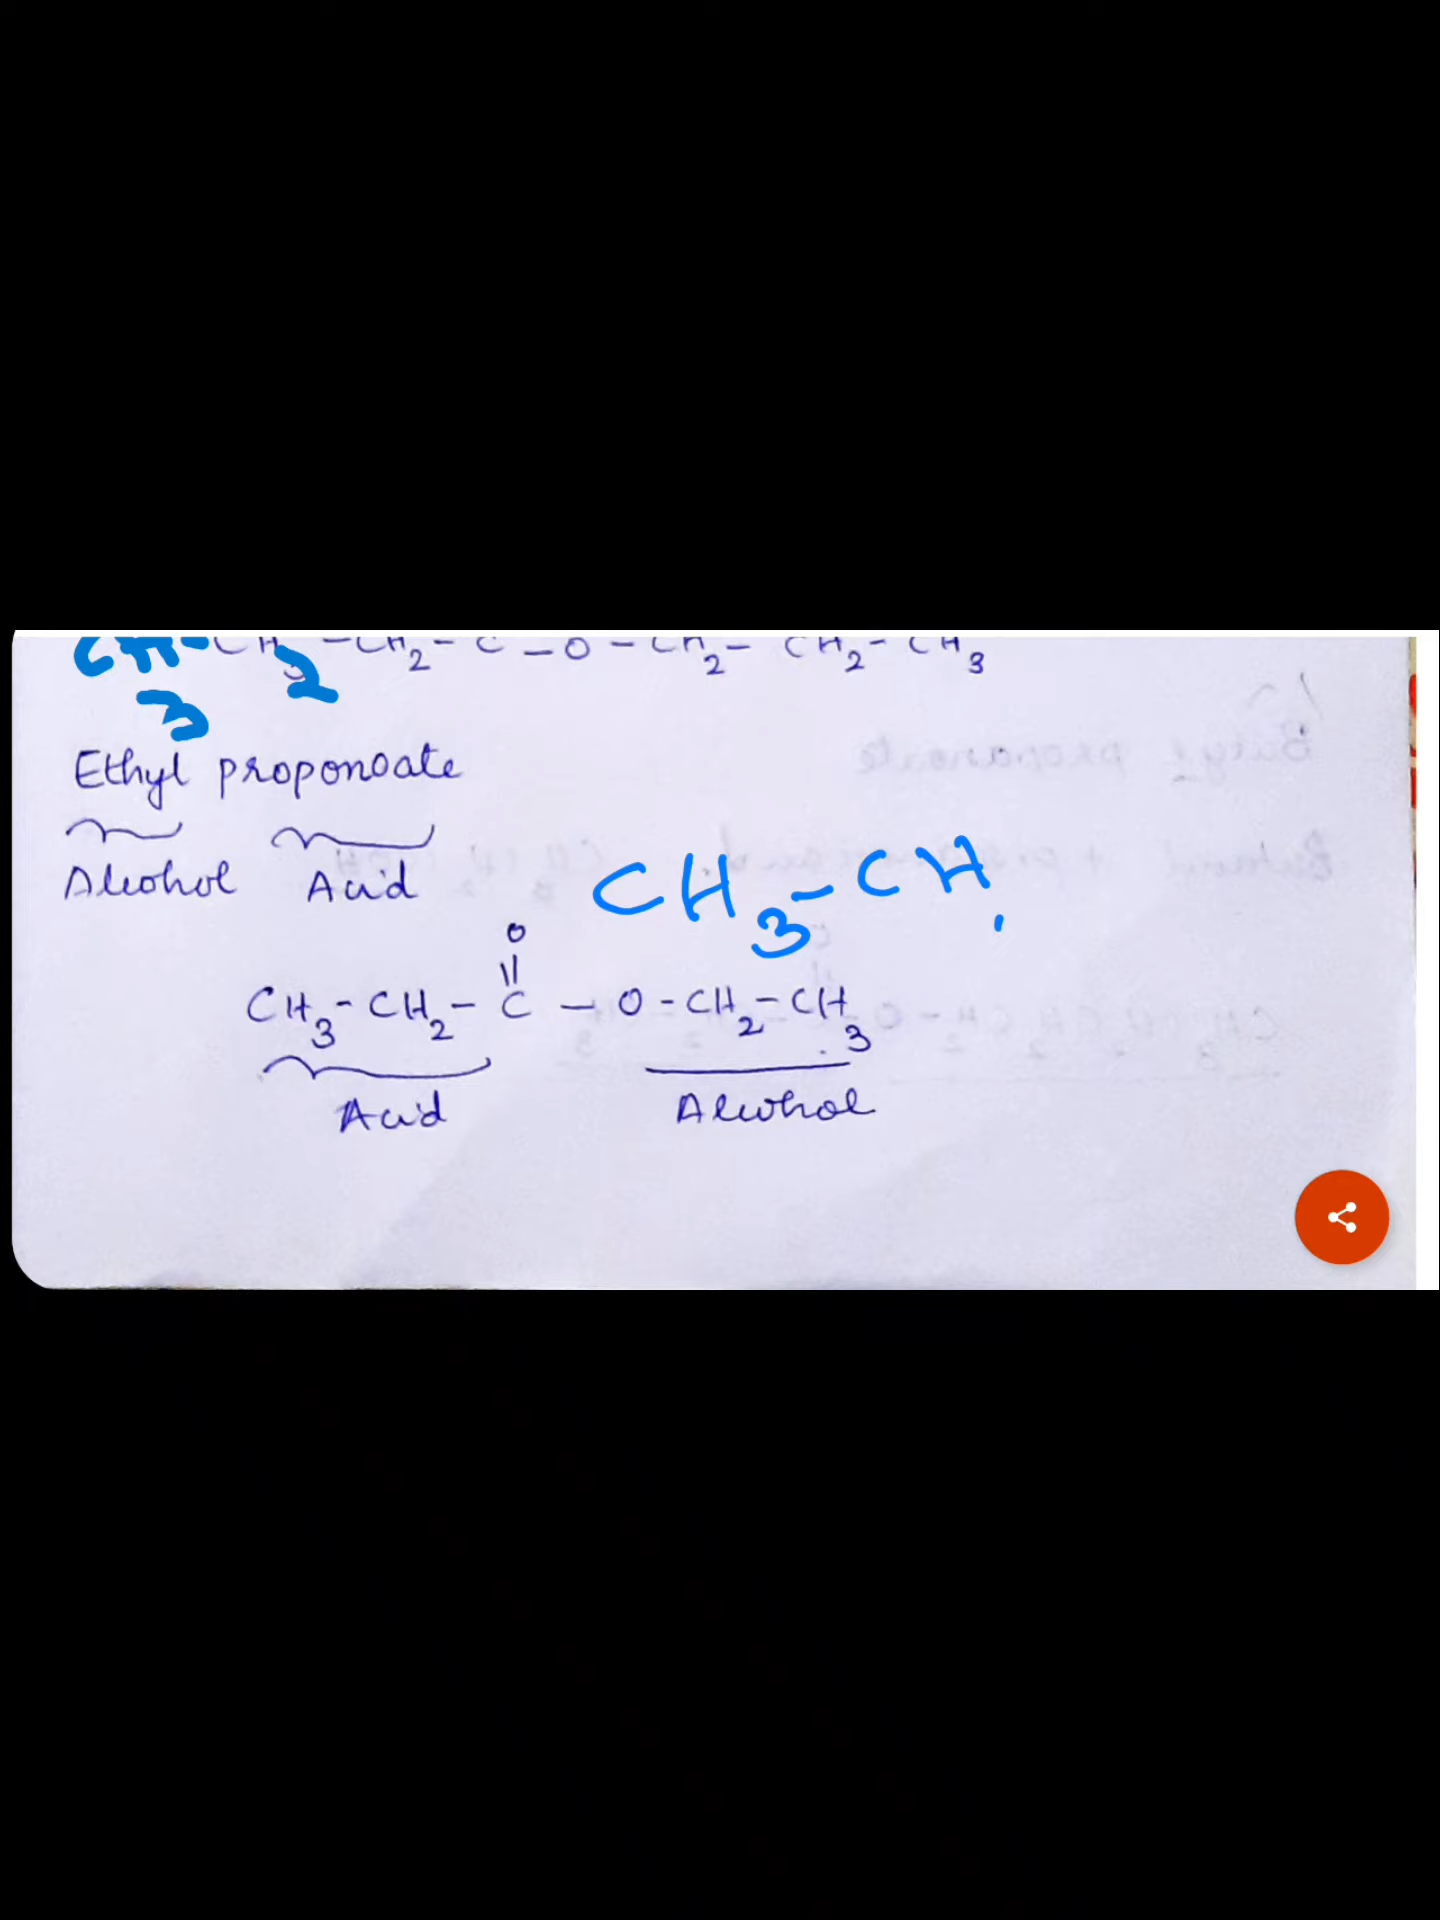 CH3-CH2-CH2-C-O-CH2-CH2-CH3
Ethyl proponoate
Alcohol Acid
CH3-CH
O
||
CH3-CH2-C-O-CH2-CH3
Acid Alcohol